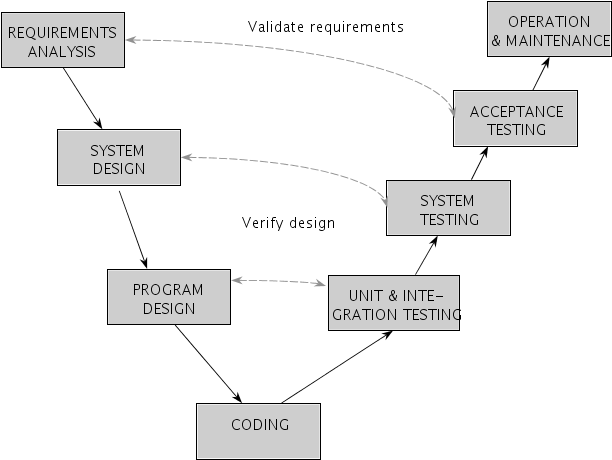 Validate requirements
OPERATION
& MAINTENANCE
REQUIREMENTS
ANALYSIS
ACCEPTANCE
TESTING
SYSTEM
DESIGN
SYSTEM
TESTING
Verify design
PROGRAM
DESIGN
UNIT & INTE-
GRATION TESTING
CODING